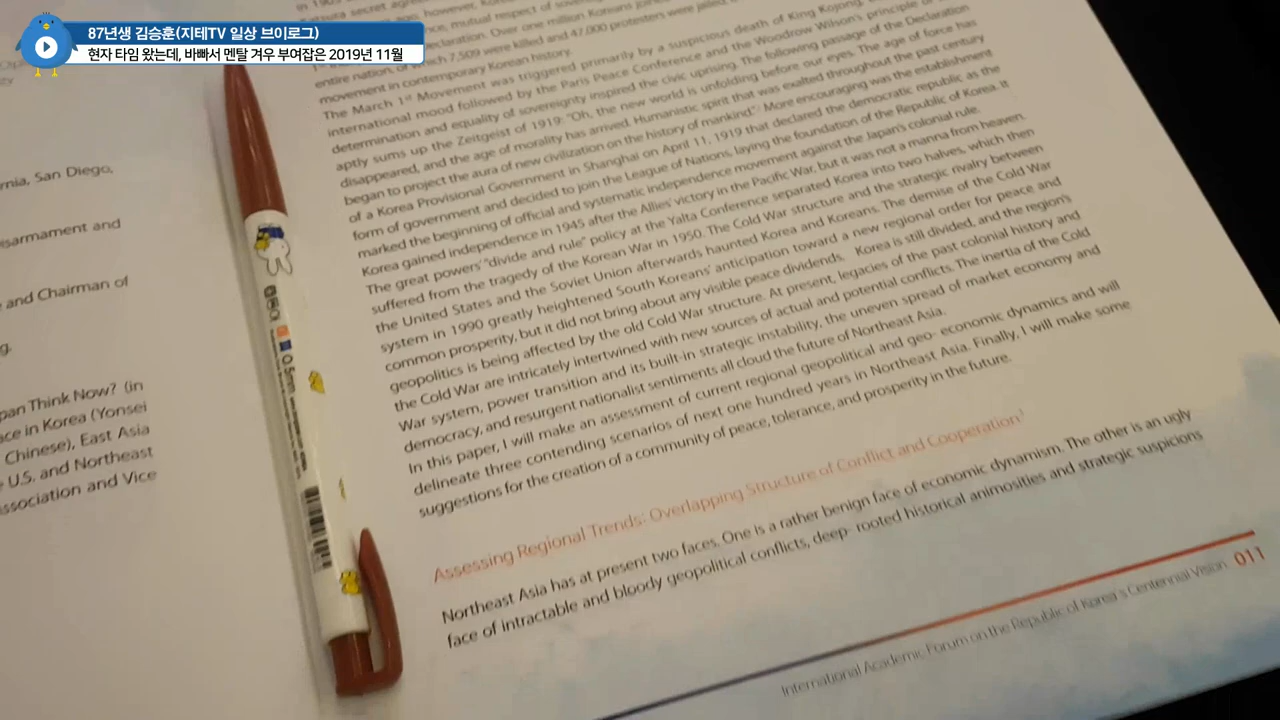 87년생 김승훈(지테TV 일상 브이로그)
현자 타임 왔는데, 바빠서 멘탈 겨우 부여잡은 2019년 11월
entire nation, of which 7,509 were killed and 47,000 protesters were jailed,
movement in contemporary Korean history.
The March 1st Movement was triggered primarily by a suspicious death of King Kojong,
international mood followed by the Paris Peace Conference and the Woodrow Wilson's principle of
determination and equality of sovereignty inspired the civic uprising. The following passage of the Declaration
aptly sums up the Zeitgeist of 1919: "Oh, the new world is unfolding before our eyes. The age of force has
disappeared, and the age of morality has arrived. Humanistic spirit that was exalted throughout the past century
began to project the aura of new civilization on the history of mankind". More encouraging was the establishment
of a Korea Provisional Government in Shanghai on April 11, 1919 that declared the democratic republic as the
form of government and decided to join the League of Nations, laying the foundation of the Republic of Korea. It
marked the beginning of official and systematic independence movement against the Japan's colonial rule.
Korea gained independence in 1945 after the Allies' victory in the Pacific War, but it was not a manna from heaven.
The great powers' "divide and rule" policy at the Yalta Conference separated Korea into two halves, which then
suffered from the tragedy of the Korean War in 1950. The Cold War structure and the strategic rivalry between
the United States and the Soviet Union afterwards haunted Korea and Koreans. The demise of the Cold War
system in 1990 greatly heightened South Koreans' anticipation toward a new regional order for peace and
common prosperity, but it did not bring about any visible peace dividends. Korea is still divided, and the region's
geopolitics is being affected by the old Cold War structure. At present, legacies of the past colonial history and
the Cold War are intricately intertwined with new sources of actual and potential conflicts. The inertia of the Cold
War system, power transition and its built-in strategic instability, the uneven spread of market economy and
democracy, and resurgent nationalist sentiments all cloud the future of Northeast Asia.
In this paper, I will make an assessment of current regional geopolitical and geo- economic dynamics and will
delineate three contending scenarios of next one hundred years in Northeast Asia. Finally, I will make some
suggestions for the creation of a community of peace, tolerance, and prosperity in the future.
Assessing Regional Trends: Overlapping Structure of Conflict and Cooperation1
Northeast Asia has at present two faces. One is a rather benign face of economic dynamism. The other is an ugly
face of intractable and bloody geopolitical conflicts, deep- rooted historical animosities and strategic suspicions
International Academic Forum on the Republic of Korea's Centennial Vision 011
rnia, San Diego,
isarmament and
and Chairman of
g.
pan Think Now? (in
ace in Korea (Yonsei
Chinese), East Asia
U.S. and Northeast
ssociation and Vice
0.5mm